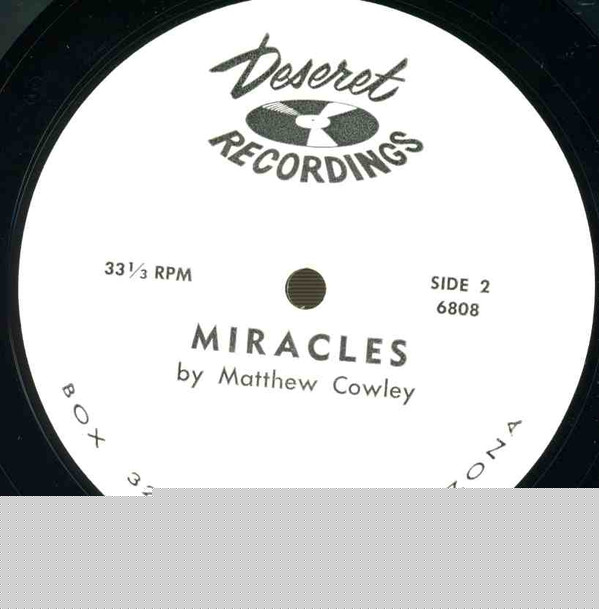 Deseret
RECORDINGS
33⅓ RPM
SIDE 2
6808
MIRACLES
by Matthew Cowley
BOX